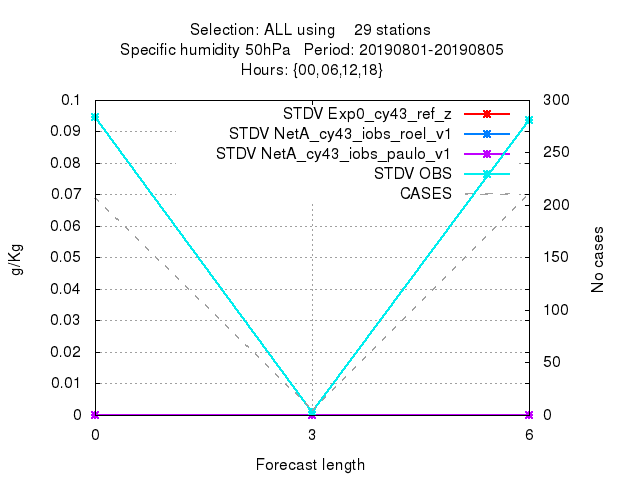 Selection: ALL using    29 stations
Specific humidity 50hPa   Period: 20190801-20190805
Hours: {00,06,12,18}
STDV Exp0_cy43_ref_z
STDV NetA_cy43_iobs_roel_v1
STDV NetA_cy43_iobs_paulo_v1
STDV OBS
CASES
g/Kg
0.1
0.09
0.08
0.07
0.06
0.05
0.04
0.03
0.02
0.01
0
300
250
200
150
100
50
0
No cases
0 3 6
Forecast length